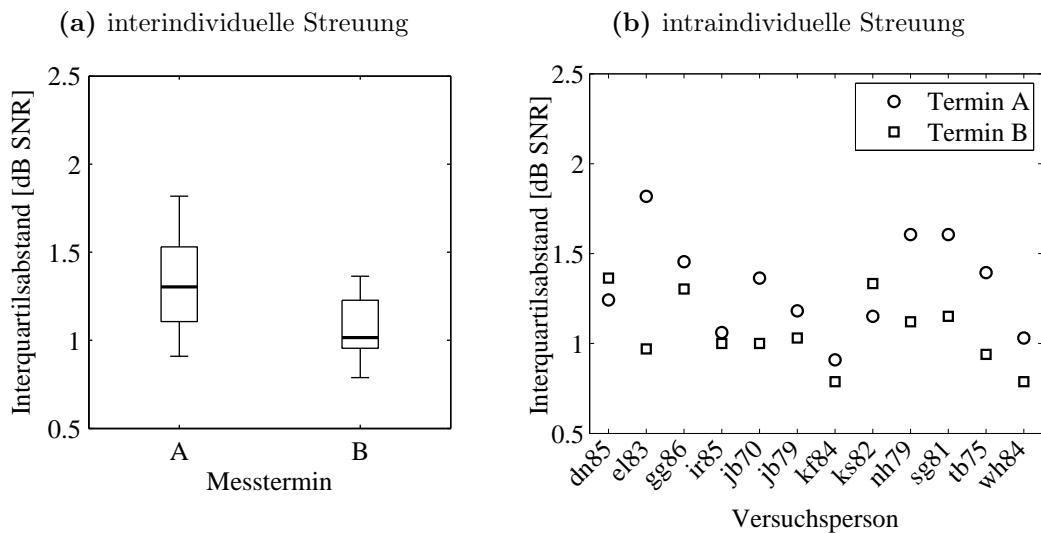 (a) interindividuelle Streuung
Interquartilsabstand [dB SNR]
2.5
2
1.5
1
0.5
A
B
Messtermin
(b) intraindividuelle Streuung
Interquartilsabstand [dB SNR]
2.5
2
1.5
1
0.5
Termin A
Termin B
dn85
el83
gg86
ir85
jb70
jb79
kf84
ks82
nh79
sg81
tb75
wh84
Versuchsperson